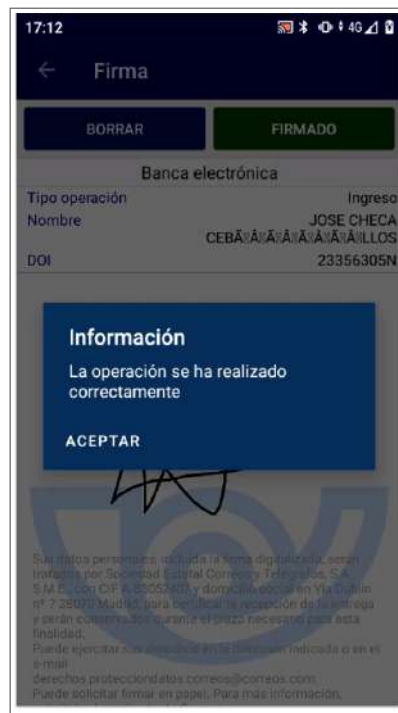 17:12
4G
Firma
BORRAR
FIRMADO
Banca electrónica
Tipo operación
Ingreso
Nombre
JOSE CHECA
LLOS
DOI
23356305N
Información
La operación se ha realizado
correctamente
ACEPTAR
Sus datos personales, incluida la firma digitalizada, serán
tratados por Sociedad Estatal Correos y Telégrafos, S.A.,
S.M.E., con CIF A-83052407 y domicilio social en Vía Dublín
nº 7 28070 Madrid, para certificar la recepción de la entrega
y serán conservados durante el plazo necesario para esta
finalidad.
Puede ejercitar sus derechos en la dirección indicada o en el
e-mail
derechos.protecciondatos.correos@correos.com
Puede solicitar firmar en papel. Para más información,